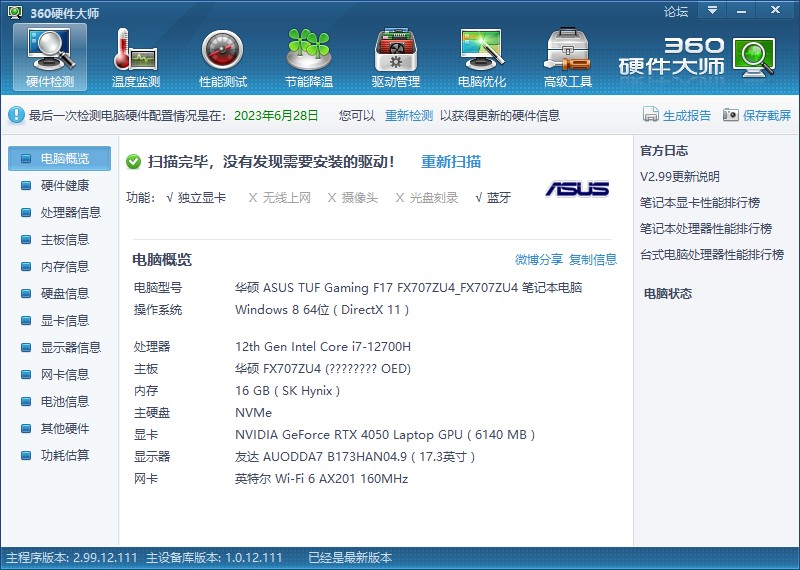 360硬件大师
论坛
硬件检测 温度监测 性能测试 节能降温 驱动管理 电脑优化 高级工具
360
硬件大师
最后一次检测电脑硬件配置情况是在： 2023年6月28日 您可以 重新检测 以获得更新的硬件信息
生成报告 保存截屏
电脑概览
硬件健康
处理器信息
主板信息
内存信息
硬盘信息
显卡信息
显示器信息
网卡信息
电池信息
其他硬件
功耗估算
扫描完毕，没有发现需要安装的驱动！ 重新扫描
功能： √ 独立显卡 X 无线上网 X 摄像头 X 光盘刻录 √ 蓝牙
ASUS
电脑概览 微博分享 复制信息
电脑型号 华硕 ASUS TUF Gaming F17 FX707ZU4_FX707ZU4 笔记本电脑
操作系统 Windows 8 64位 ( DirectX 11 )
处理器 12th Gen Intel Core i7-12700H
主板 华硕 FX707ZU4 (???????? OED)
内存 16 GB ( SK Hynix )
主硬盘 NVMe
显卡 NVIDIA GeForce RTX 4050 Laptop GPU ( 6140 MB )
显示器 友达 AUODDA7 B173HAN04.9 ( 17.3英寸 )
网卡 英特尔 Wi-Fi 6 AX201 160MHz
官方日志
V2.99更新说明
笔记本显卡性能排行榜
笔记本处理器性能排行榜
台式电脑处理器性能排行榜
电脑状态
主程序版本: 2.99.12.111 主设备库版本: 1.0.12.111 已经是最新版本